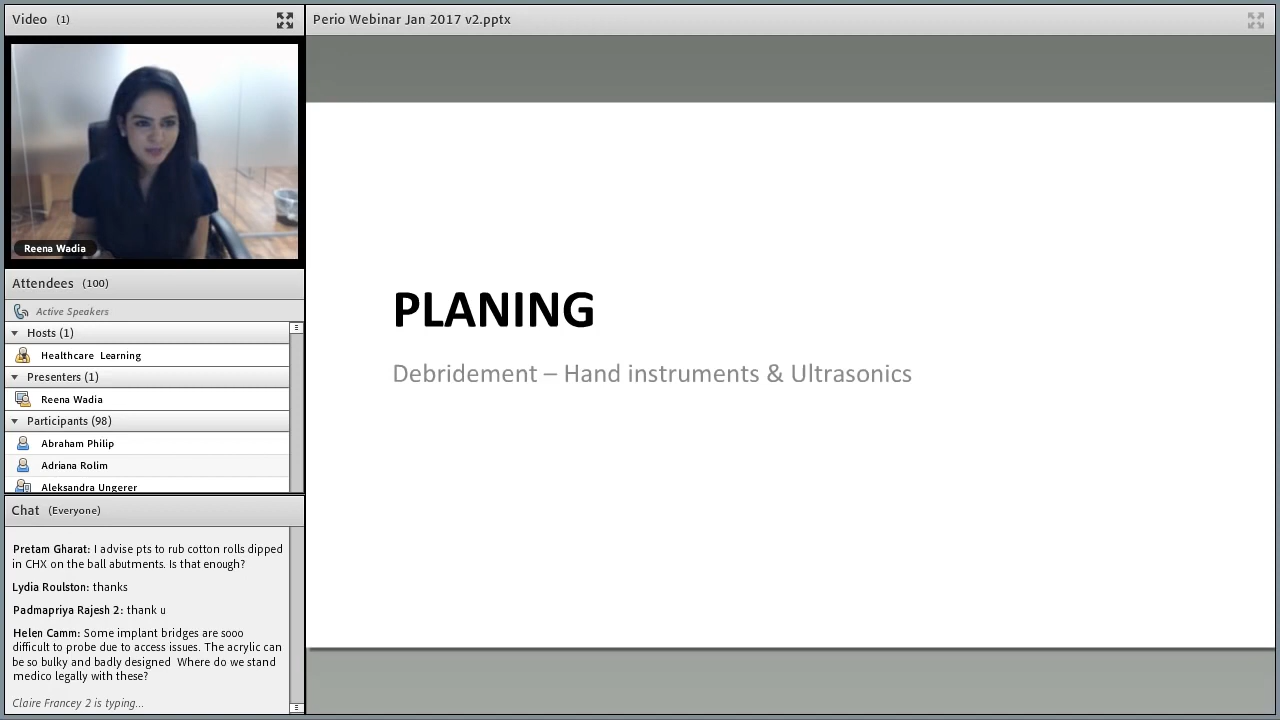 Video (1)
Reena Wadia
Attendees (100)
Active Speakers
Hosts (1)
Healthcare Learning
Presenters (1)
Reena Wadia
Participants (98)
Abraham Philip
Adriana Rolim
Aleksandra Ungerer
Chat (Everyone)
Pretam Gharat: I advise pts to rub cotton rolls dipped
in CHX on the ball abutments. Is that enough?
Lydia Roulston: thanks
Padmapriya Rajesh 2: thank u
Helen Camm: Some implant bridges are sooo
difficult to probe due to access issues. The acrylic can
be so bulky and badly designed Where do we stand
medico legally with these?
Claire Francey 2 is typing...
Perio Webinar Jan 2017 v2.pptx
PLANING
Debridement – Hand instruments & Ultrasonics